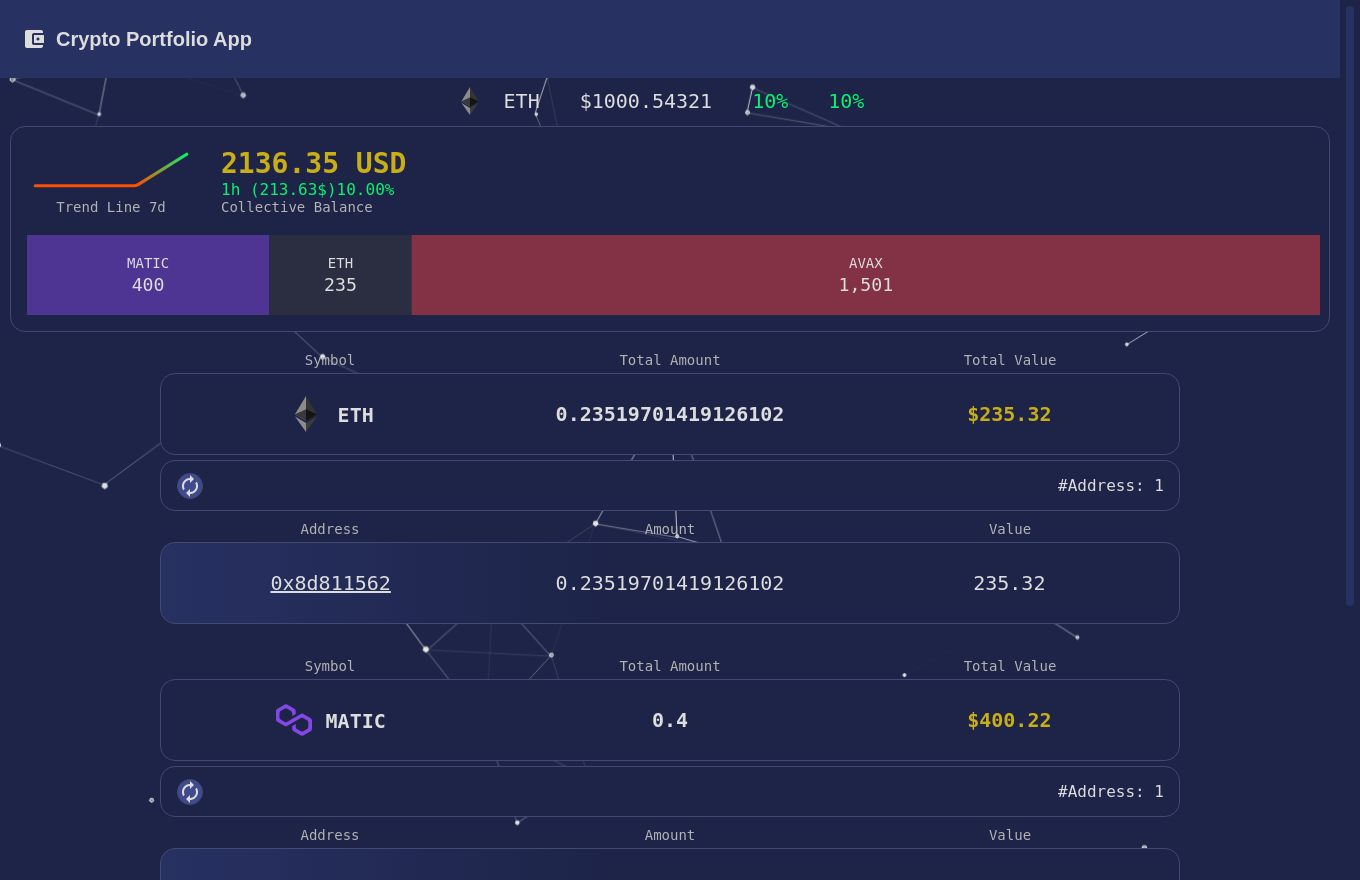 Crypto Portfolio App
ETH $1000.54321 10% 10%
2136.35 USD
1h (213.63$)10.00%
Trend Line 7d Collective Balance
MATIC ETH AVAX
400 235 1,501
Symbol Total Amount Total Value
ETH 0.23519701419126102 $235.32
#Address: 1
Address Amount Value
0x8d811562 0.23519701419126102 235.32
Symbol Total Amount Total Value
MATIC 0.4 $400.22
#Address: 1
Address Amount Value